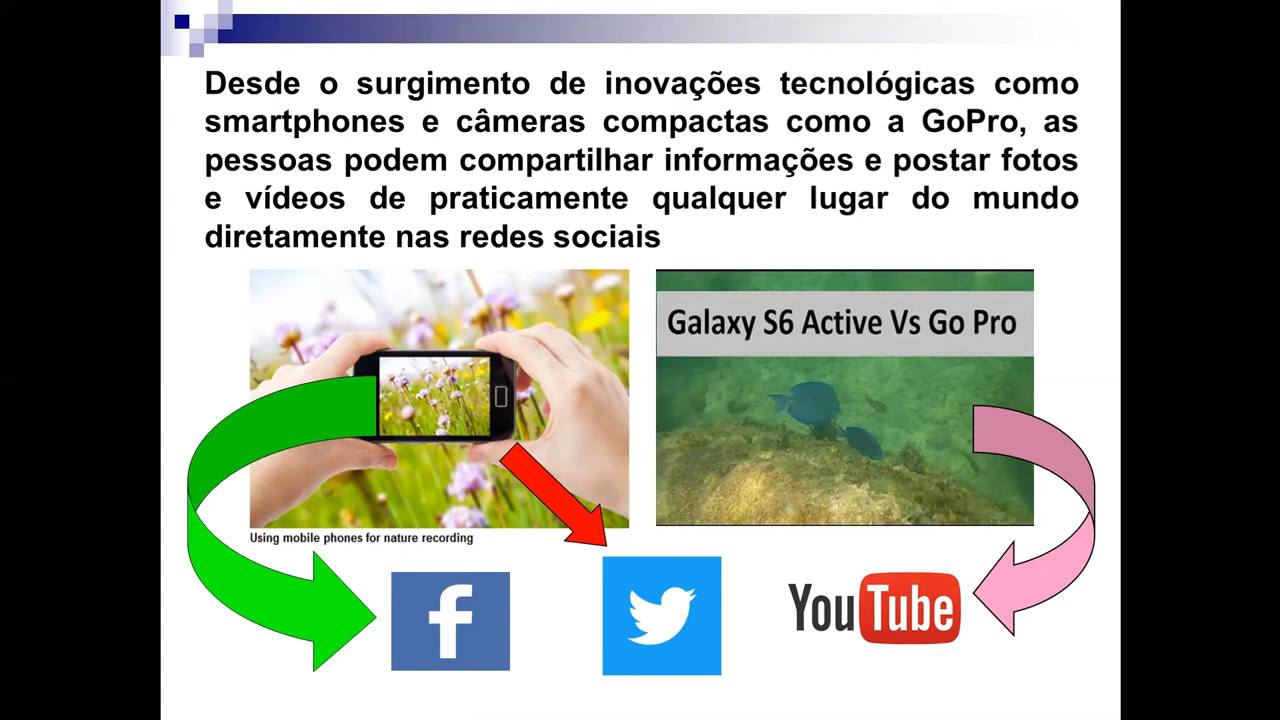 Desde o surgimento de inovações tecnológicas como
smartphones e câmeras compactas como a GoPro, as
pessoas podem compartilhar informações e postar fotos
e vídeos de praticamente qualquer lugar do mundo
diretamente nas redes sociais
Galaxy S6 Active Vs Go Pro
Using mobile phones for nature recording
f
YouTube